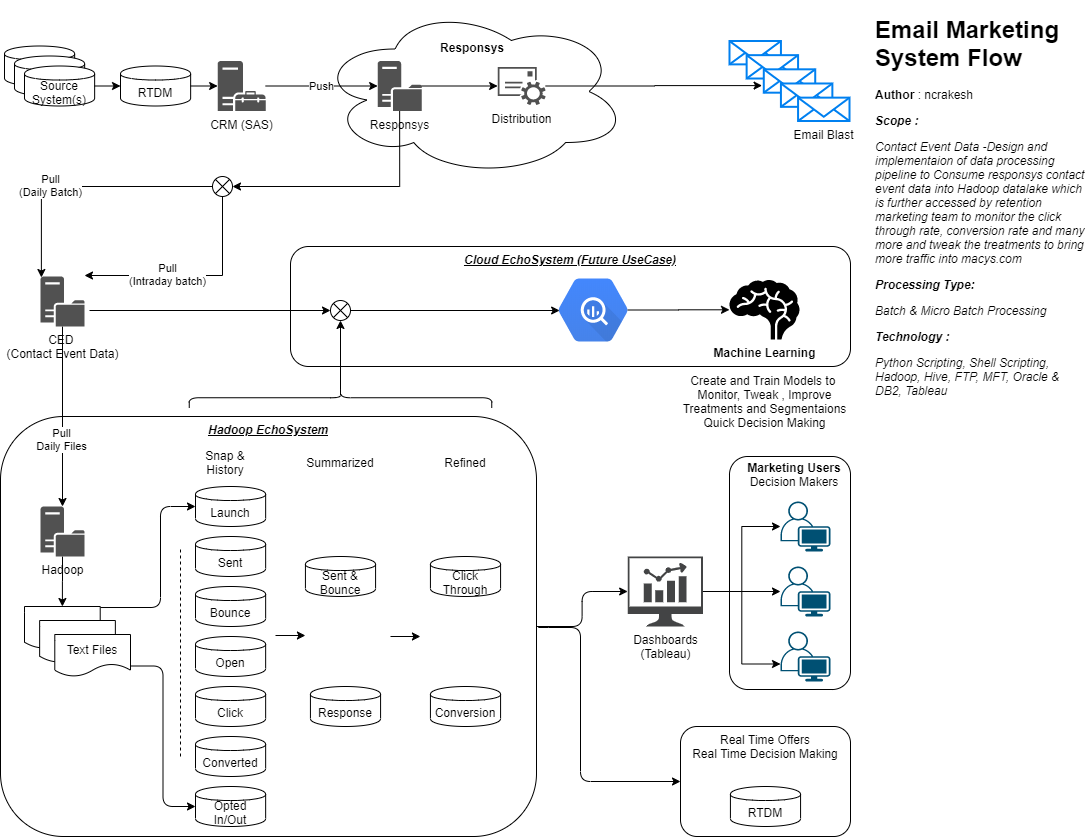 Email Marketing
System Flow
Author : ncrakesh
Scope :
Contact Event Data -Design and
implementaion of data processing
pipeline to Consume responsys contact
event data into Hadoop datalake which
is further accessed by retention
marketing team to monitor the click
through rate, conversion rate and many
more and tweak the treatments to bring
more traffic into macys.com
Processing Type:
Batch & Micro Batch Processing
Technology :
Python Scripting, Shell Scripting,
Hadoop, Hive, FTP, MFT, Oracle &
DB2, Tableau
Source
System(s)
RTDM
CRM (SAS)
Push
Responsys
Responsys
Distribution
Email Blast
Pull
(Daily Batch)
Pull
(Intraday batch)
CED
(Contact Event Data)
Cloud EchoSystem (Future UseCase)
Machine Learning
Create and Train Models to
Monitor, Tweak , Improve
Treatments and Segmentaions
Quick Decision Making
Pull
Daily Files
Hadoop EchoSystem
Snap &
History
Summarized
Refined
Hadoop
Text Files
Launch
Sent
Bounce
Open
Click
Converted
Opted
In/Out
Sent &
Bounce
Response
Click
Through
Conversion
Dashboards
(Tableau)
Marketing Users
Decision Makers
Real Time Offers
Real Time Decision Making
RTDM